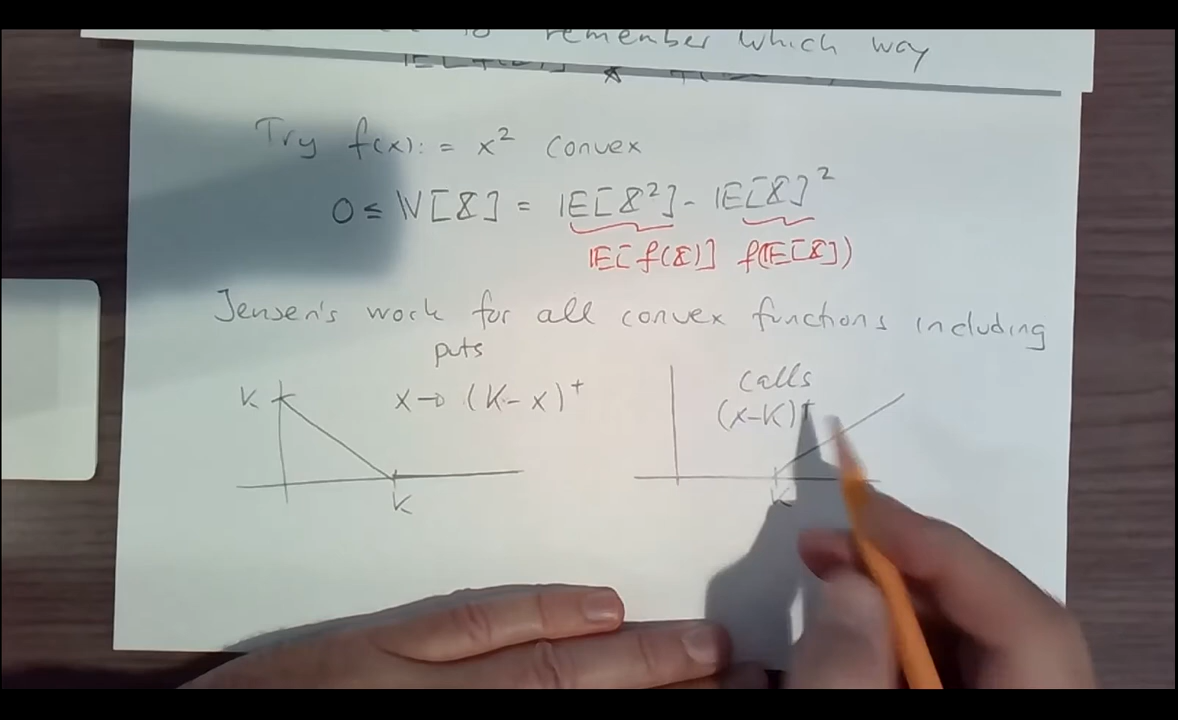 remember which way
Try f(x) := x² convex
0 ≤ V[X] = E[X²] - E[X]²
E[f(X)] f(E[X])
Jensen's work for all convex functions including
puts
K x → (K - x)⁺
K
calls
(x-K)⁺
K